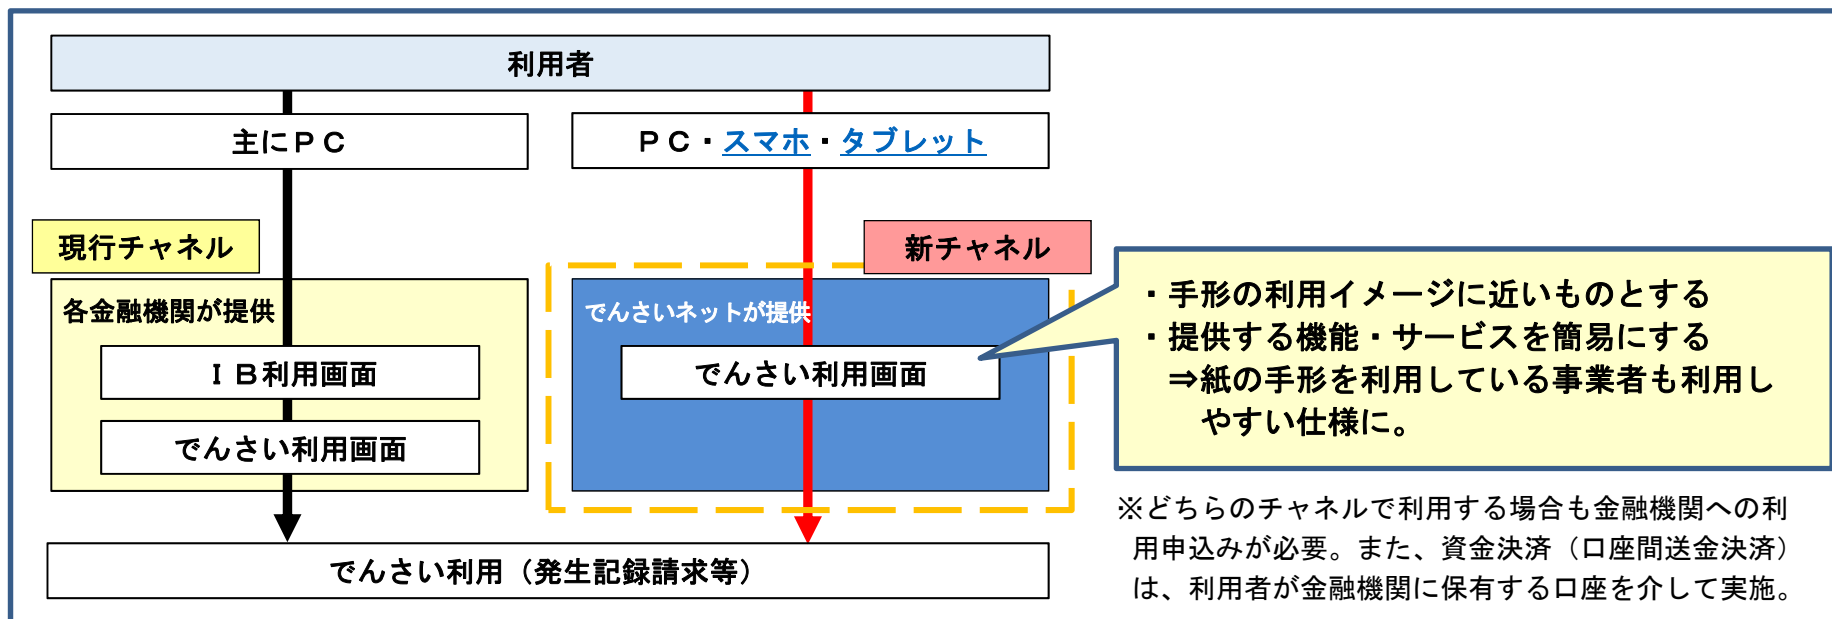 利用者
主にＰＣ
ＰＣ・スマホ・タブレット
現行チャネル
新チャネル
各金融機関が提供
ＩＢ利用画面
でんさい利用画面
でんさいネットが提供
でんさい利用画面
・手形の利用イメージに近いものとする
・提供する機能・サービスを簡易にする
⇒紙の手形を利用している事業者も利用し
やすい仕様に。
でんさい利用（発生記録請求等）
※どちらのチャネルで利用する場合も金融機関への利
用申込みが必要。また、資金決済（口座間送金決済）
は、利用者が金融機関に保有する口座を介して実施。